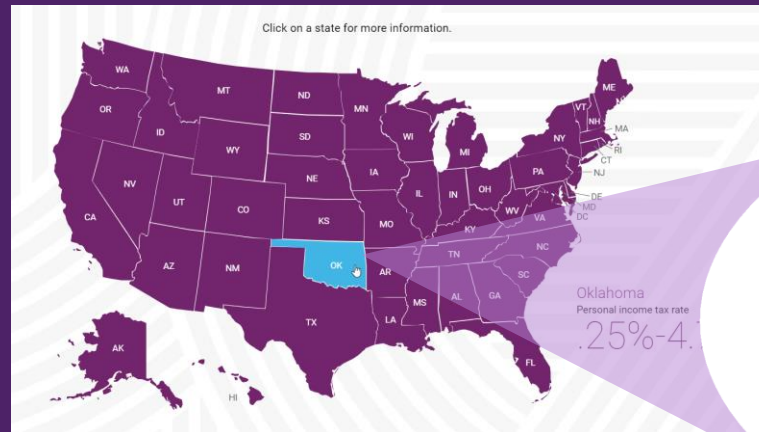 Click on a state for more information.
WA
MT
ND
MN
ME
OR
ID
SD
WI
VT
NH
MA
WY
MI
NY
RI
CT
NV
NE
IA
PA
NJ
UT
CO
IL
IN
OH
DE
MD
DC
CA
KS
MO
WV
VA
KY
NC
AZ
NM
OK
AR
TN
SC
MS
AL
GA
TX
LA
AK
HI
FL
Oklahoma
Personal income tax rate
.25%-4.